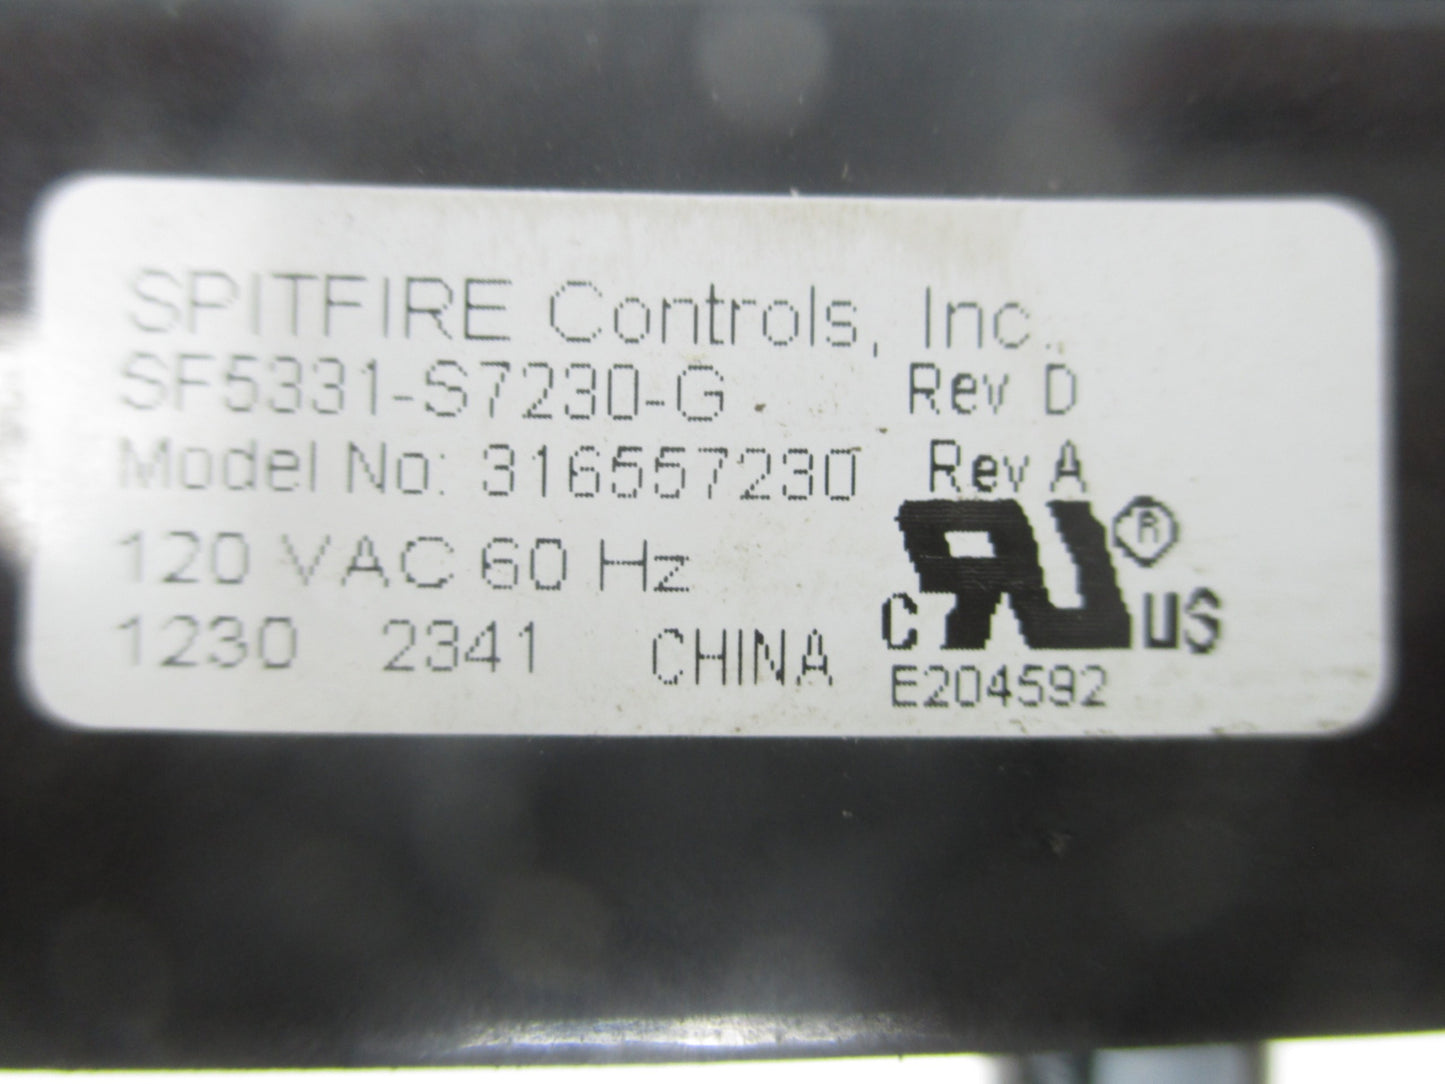 SPITFIRE Controls, Inc.
SF5331-S7230-G Rev D
Model No: 316557230 Rev A
120 VAC 60 Hz
1230 2341 CHINA
C RU ® US
E204592